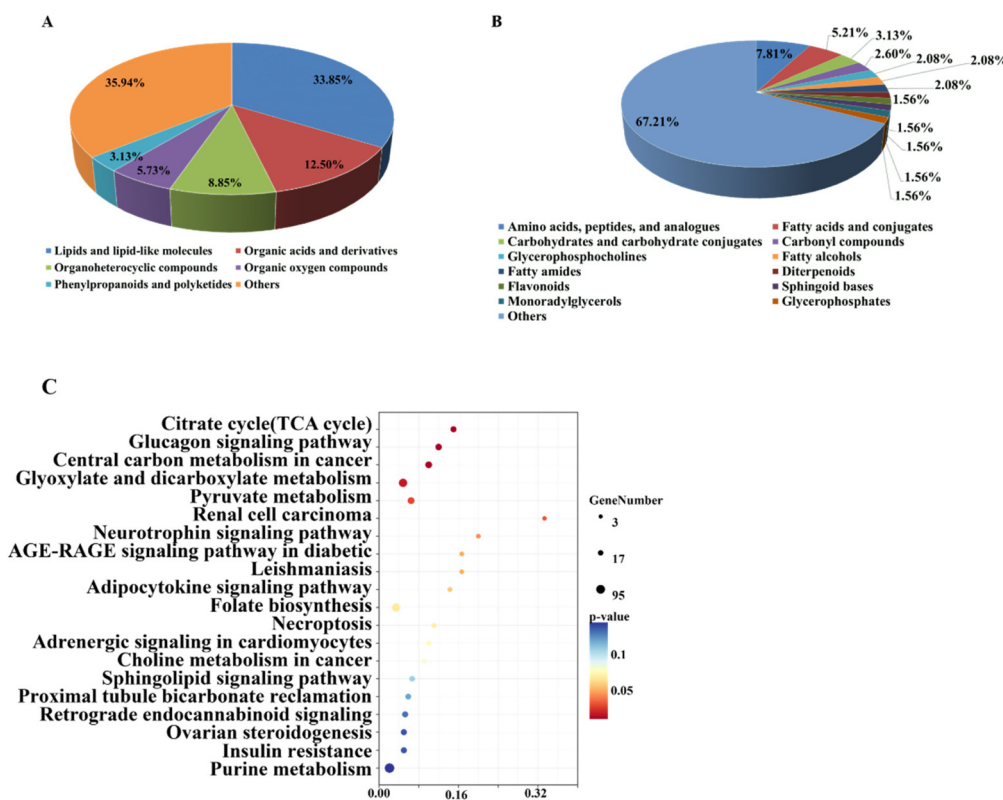 A
35.94%
33.85%
3.13%
5.73%
8.85%
12.50%
Lipids and lipid-like molecules
Organic acids and derivatives
Organoheterocyclic compounds
Organic oxygen compounds
Phenylpropanoids and polyketides
Others
B
7.81%
5.21%
3.13%
2.60%
2.08%
2.08%
2.08%
1.56%
1.56%
1.56%
1.56%
1.56%
67.21%
Amino acids, peptides, and analogues
Fatty acids and conjugates
Carbohydrates and carbohydrate conjugates
Carbonyl compounds
Glycerophosphocholines
Fatty alcohols
Fatty amides
Diterpenoids
Flavonoids
Sphingoid bases
Monoradylglycerols
Glycerophosphates
Others
C
Citrate cycle(TCA cycle)
Glucagon signaling pathway
Central carbon metabolism in cancer
Glyoxylate and dicarboxylate metabolism
Pyruvate metabolism
Renal cell carcinoma
Neurotrophin signaling pathway
AGE-RAGE signaling pathway in diabetic
Leishmaniasis
Adipocytokine signaling pathway
Folate biosynthesis
Necroptosis
Adrenergic signaling in cardiomyocytes
Choline metabolism in cancer
Sphingolipid signaling pathway
Proximal tubule bicarbonate reclamation
Retrograde endocannabinoid signaling
Ovarian steroidogenesis
Insulin resistance
Purine metabolism
0.00
0.16
0.32
GeneNumber
3
17
95
p-value
0.1
0.05